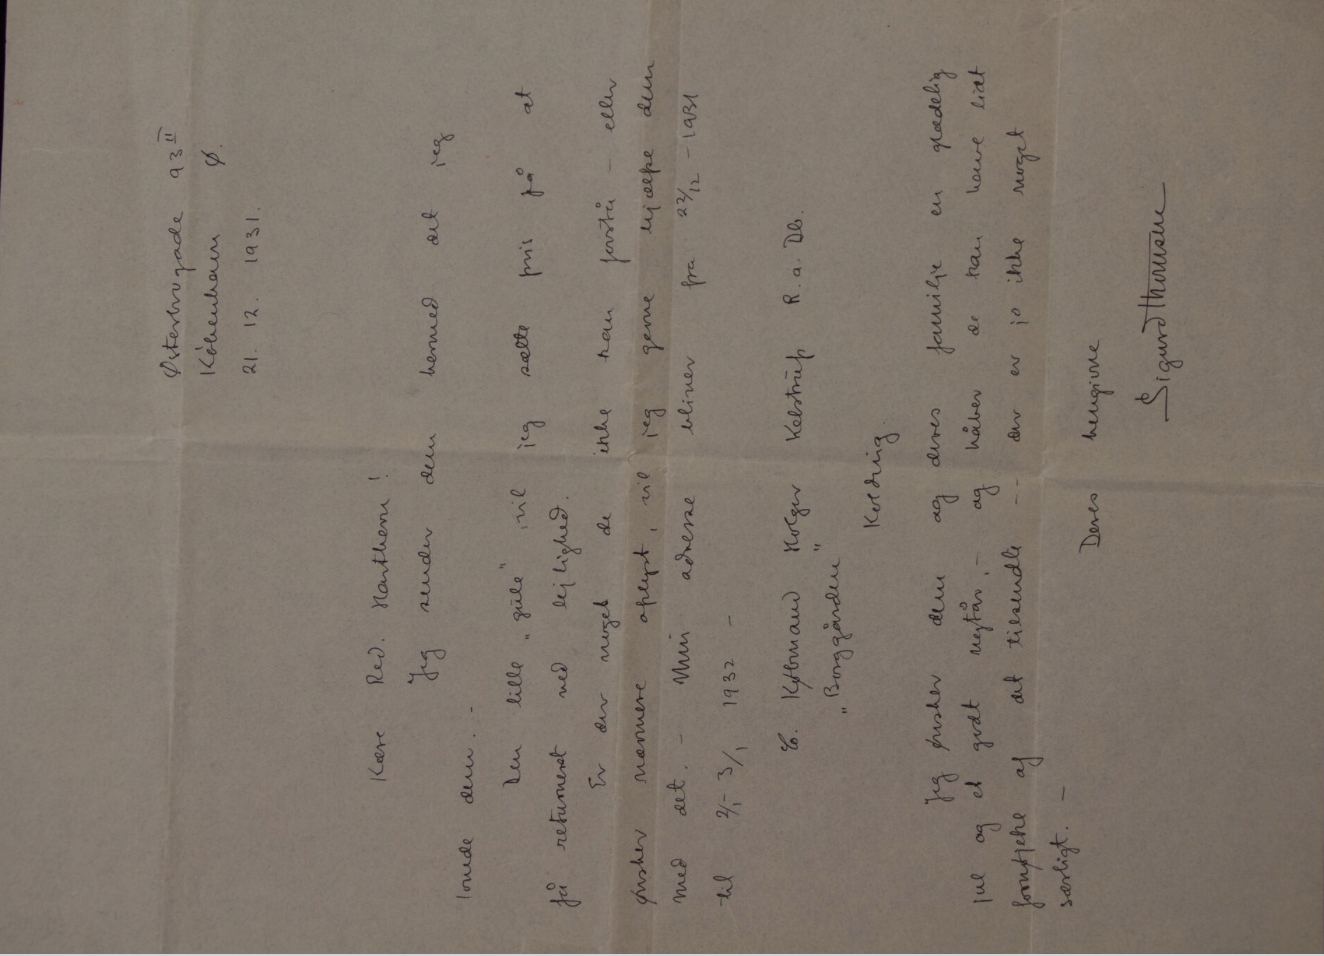 Østerbrogade 93 II
København Ø.
21. 12. 1931.
Kære Red. Marthem!
Jeg sender dem hermed det jeg
lovede dem. -
Den lille „gule" vil jeg sætte pris på at
få returneret ved lejlighed.
Er der noget de ikke kan forstå - eller
ønsker nærmere oplyst, vil jeg gerne hjælpe dem
med det. - Min adresse bliver fra 22/12 - 1931
til 2/1 - 3/1 1932 -
C. Købmand Holger Kelstrup R. a. Db.
„Borggården"
Kolding.
Jeg ønsker dem og deres familje en glædelig
jul og et godt nytår, - og håber de kan have lidt
fornøjelse af det tilsendte -- der er jo ikke noget
særligt. -
Deres hengivne
Sigurd Thomsen